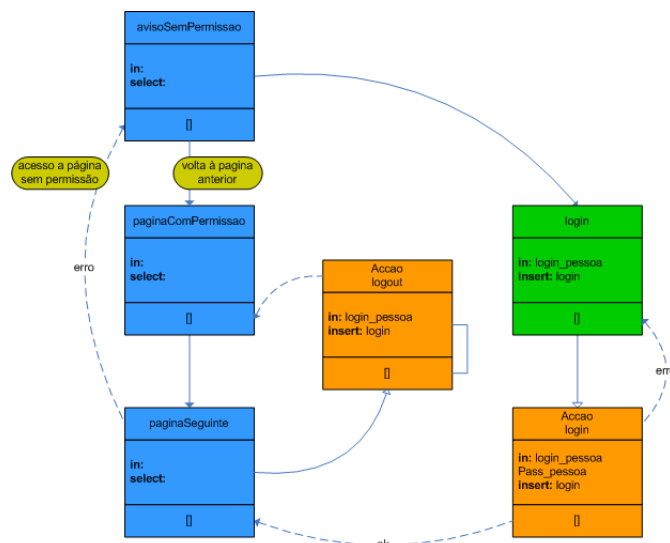 avisoSemPermissao
in:
select:
[]
acesso a página
sem permissão
volta à pagina
anterior
paginaComPermissao
in:
select:
[]
erro
Accao
logout
in: login_pessoa
insert: login
[]
login
in: login_pessoa
insert: login
[]
paginaSeguinte
in:
select:
[]
Accao
login
in: login_pessoa
Pass_pessoa
insert: login
[]